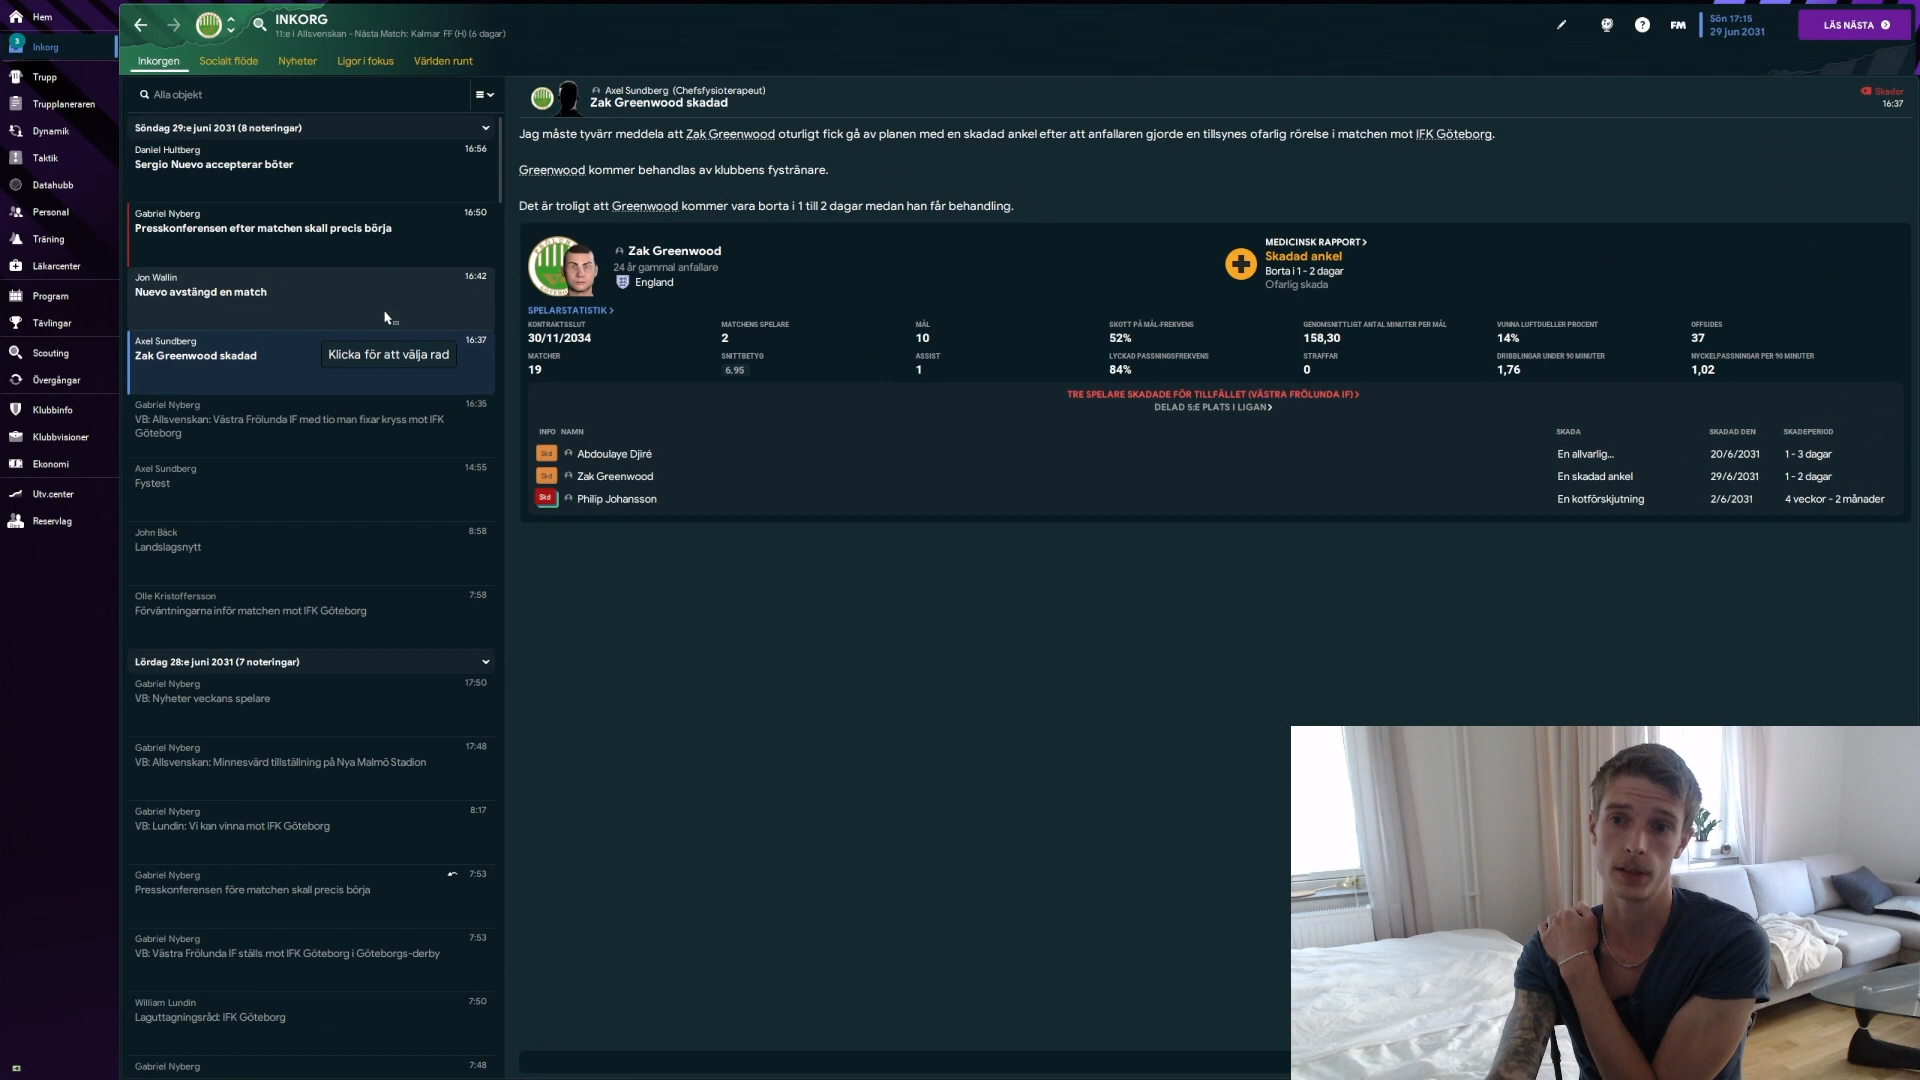 Hem
3
Inkorg
Trupp
Trupplaneraren
Dynamik
Taktik
Datahubb
Personal
Träning
Läkarcenter
Program
Tävlingar
Scouting
Övergångar
Klubbinfo
Klubbvisioner
Ekonomi
Utv.center
Reservlag
INKORG
11:e i Allsvenskan - Nästa Match: Kalmar FF (H) (6 dagar)
FM
Sön 17:15
29 jun 2031
LÄS NÄSTA
Inkorgen
Socialt flöde
Nyheter
Ligor i fokus
Världen runt
Alla objekt
Söndag 29:e juni 2031 (8 noteringar)
Daniel Hultberg 16:56
Sergio Nuevo accepterar böter
Gabriel Nyberg 16:50
Presskonferensen efter matchen skall precis börja
Jon Wallin 16:42
Nuevo avstängd en match
Axel Sundberg 16:37
Zak Greenwood skadad
Klicka för att välja rad
Gabriel Nyberg 16:35
VB: Allsvenskan: Västra Frölunda IF med tio man fixar kryss mot IFK
Göteborg
Axel Sundberg 14:55
Fystest
John Bäck 8:58
Landslagsnytt
Olle Kristoffersson 7:58
Förväntningarna inför matchen mot IFK Göteborg
Lördag 28:e juni 2031 (7 noteringar)
Gabriel Nyberg 17:50
VB: Nyheter veckans spelare
Gabriel Nyberg 17:48
VB: Allsvenskan: Minnesvärd tillställning på Nya Malmö Stadion
Gabriel Nyberg 8:17
VB: Lundin: Vi kan vinna mot IFK Göteborg
Gabriel Nyberg 7:53
Presskonferensen före matchen skall precis börja
Gabriel Nyberg 7:53
VB: Västra Frölunda IF ställs mot IFK Göteborg i Göteborgs-derby
William Lundin 7:50
Laguttagningsråd: IFK Göteborg
Gabriel Nyberg 7:48
Axel Sundberg (Chefsfysioterapeut)
Zak Greenwood skadad
Skador
16:37
Jag måste tyvärr meddela att Zak Greenwood oturligt fick gå av planen med en skadad ankel efter att anfallaren gjorde en tillsynes ofarlig rörelse i matchen mot IFK Göteborg.
Greenwood kommer behandlas av klubbens fystränare.
Det är troligt att Greenwood kommer vara borta i 1 till 2 dagar medan han får behandling.
Zak Greenwood
24 år gammal anfallare
England
MEDICINSK RAPPORT>
Skadad ankel
Borta i 1 - 2 dagar
Ofarlig skada
SPELARSTATISTIK >
KONTRAKTSSLUT MATCHENS SPELARE MÅL SKOTT PÅ MÅL-FREKVENS GENOMSNITTLIGT ANTAL MINUTER PER MÅL VUNNA LUFTDUELLER PROCENT OFFSIDES
30/11/2034 2 10 52% 158,30 14% 37
MATCHER SNITTBETYG ASSIST LYCKAD PASSNINGSFREKVENS STRAFFAR DRIBBLINGAR UNDER 90 MINUTER NYCKELPASSNINGAR PER 90 MINUTER
19 6.95 1 84% 0 1,76 1,02
TRE SPELARE SKADADE FÖR TILLFÄLLET (VÄSTRA FRÖLUNDA IF) >
DELAD 5:E PLATS I LIGAN>
INFO NAMN SKADA SKADAD DEN SKADEPERIOD
Skd Abdoulaye Djiré En allvarlig... 20/6/2031 1 - 3 dagar
Skd Zak Greenwood En skadad ankel 29/6/2031 1 - 2 dagar
Skd Philip Johansson En kotförskjutning 2/6/2031 4 veckor - 2 månader